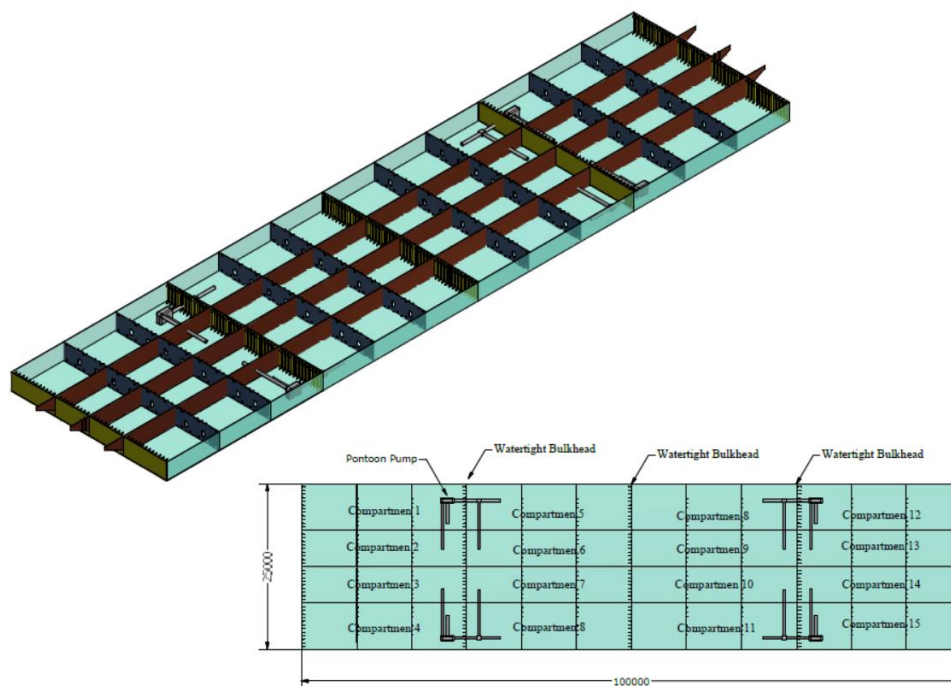 Pontoon Pump
Watertight Bulkhead
Watertight Bulkhead
Watertight Bulkhead
Compartmen 1
Compartmen 5
Compartmen 8
Compartmen 12
Compartmen 2
Compartmen 6
Compartmen 9
Compartmen 13
Compartmen 3
Compartmen 7
Compartmen 10
Compartmen 14
Compartmen 4
Compartmen 8
Compartmen 11
Compartmen 15
25000
100000